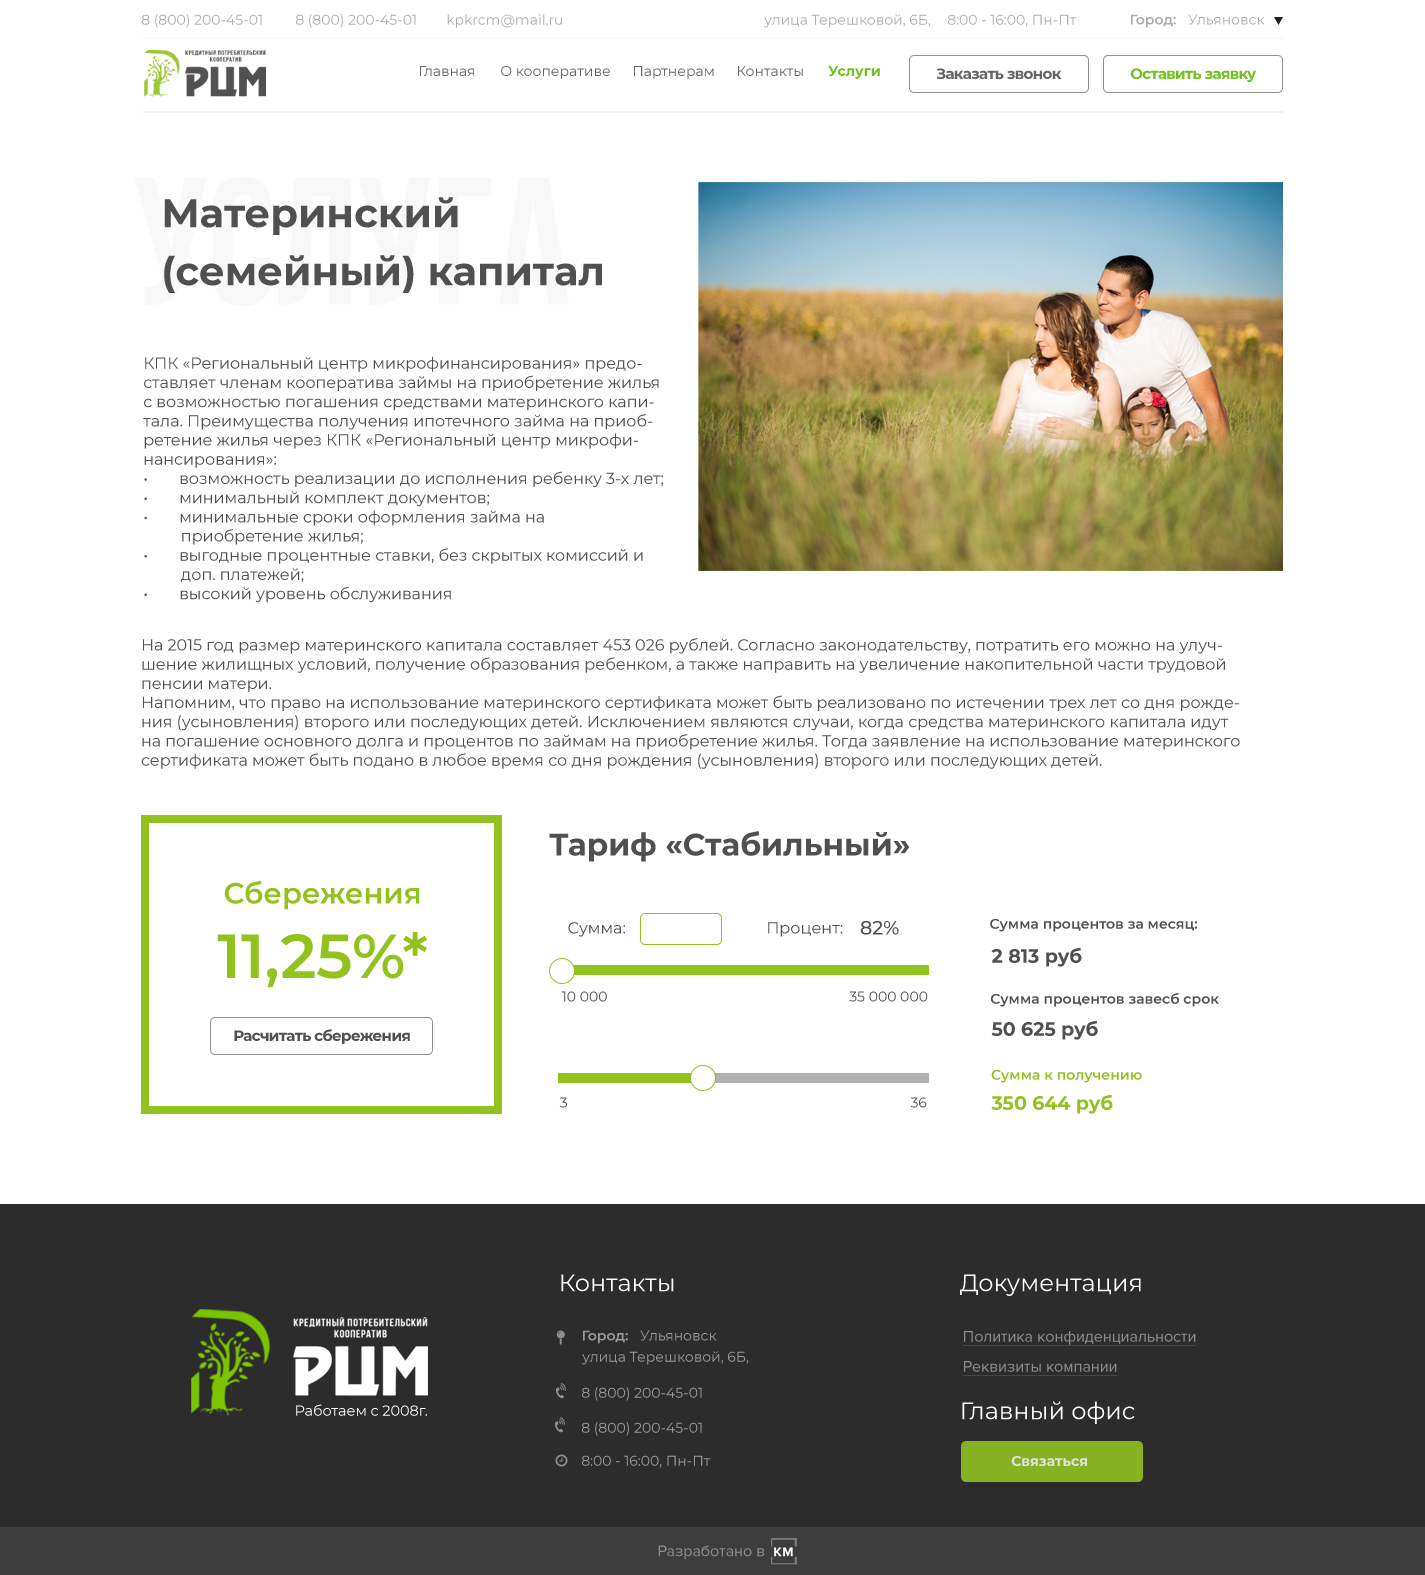 8 (800) 200-45-01 8 (800) 200-45-01 kpkrcm@mail.ru улица Терешковой, 6Б, 8:00 - 16:00, Пн-Пт Город: Ульяновск
КРЕДИТНЫЙ ПОТРЕБИТЕЛЬСКИЙ
КООПЕРАТИВ
РЦМ
Главная О кооперативе Партнерам Контакты Услуги Заказать звонок Оставить заявку
УСЛУГА
Материнский
(семейный) капитал
КПК «Региональный центр микрофинансирования» предо-
ставляет членам кооператива займы на приобретение жилья
с возможностью погашения средствами материнского капи-
тала. Преимущества получения ипотечного займа на приоб-
ретение жилья через КПК «Региональный центр микрофи-
нансирования»:
• возможность реализации до исполнения ребенку 3-х лет;
• минимальный комплект документов;
• минимальные сроки оформления займа на
приобретение жилья;
• выгодные процентные ставки, без скрытых комиссий и
доп. платежей;
• высокий уровень обслуживания
На 2015 год размер материнского капитала составляет 453 026 рублей. Согласно законодательству, потратить его можно на улуч-
шение жилищных условий, получение образования ребенком, а также направить на увеличение накопительной части трудовой
пенсии матери.
Напомним, что право на использование материнского сертификата может быть реализовано по истечении трех лет со дня рожде-
ния (усыновления) второго или последующих детей. Исключением являются случаи, когда средства материнского капитала идут
на погашение основного долга и процентов по займам на приобретение жилья. Тогда заявление на использование материнского
сертификата может быть подано в любое время со дня рождения (усыновления) второго или последующих детей.
Сбережения
11,25%*
Расчитать сбережения
Тариф «Стабильный»
Сумма: Процент: 82%
10 000 35 000 000
3 36
Сумма процентов за месяц:
2 813 руб
Сумма процентов завесб срок
50 625 руб
Сумма к получению
350 644 руб
КРЕДИТНЫЙ ПОТРЕБИТЕЛЬСКИЙ
КООПЕРАТИВ
РЦМ
Работаем с 2008г.
Контакты
Город: Ульяновск
улица Терешковой, 6Б,
8 (800) 200-45-01
8 (800) 200-45-01
8:00 - 16:00, Пн-Пт
Документация
Политика конфиденциальности
Реквизиты компании
Главный офис
Связаться
Разработано в КМ